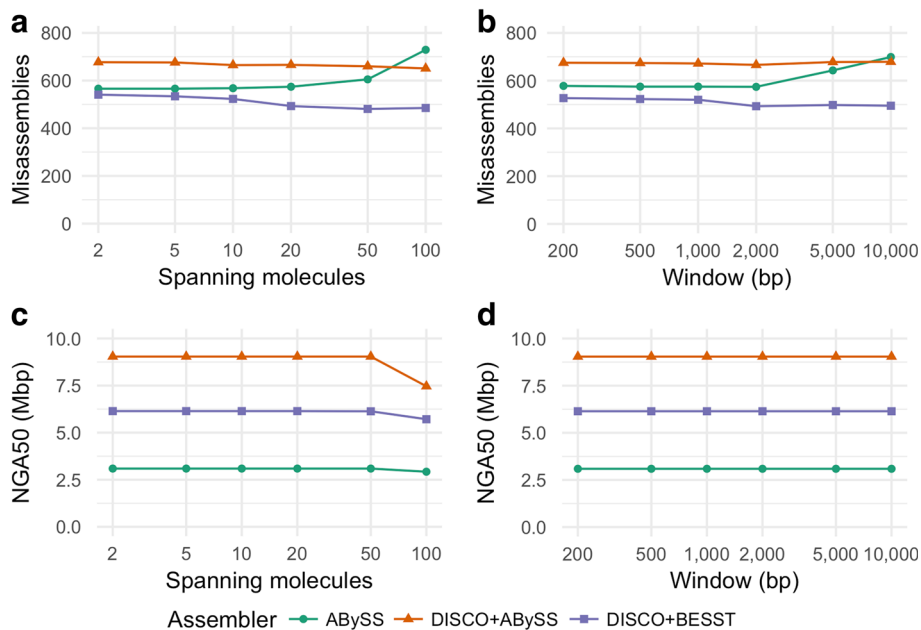 a
Misassemblies
800
600
400
200
0
2 5 10 20 50 100
Spanning molecules
b
Misassemblies
800
600
400
200
0
200 500 1,000 2,000 5,000 10,000
Window (bp)
c
NGA50 (Mbp)
10.0
7.5
5.0
2.5
0.0
2 5 10 20 50 100
Spanning molecules
d
NGA50 (Mbp)
10.0
7.5
5.0
2.5
0.0
200 500 1,000 2,000 5,000 10,000
Window (bp)
Assembler ABySS DISCO+ABySS DISCO+BESST